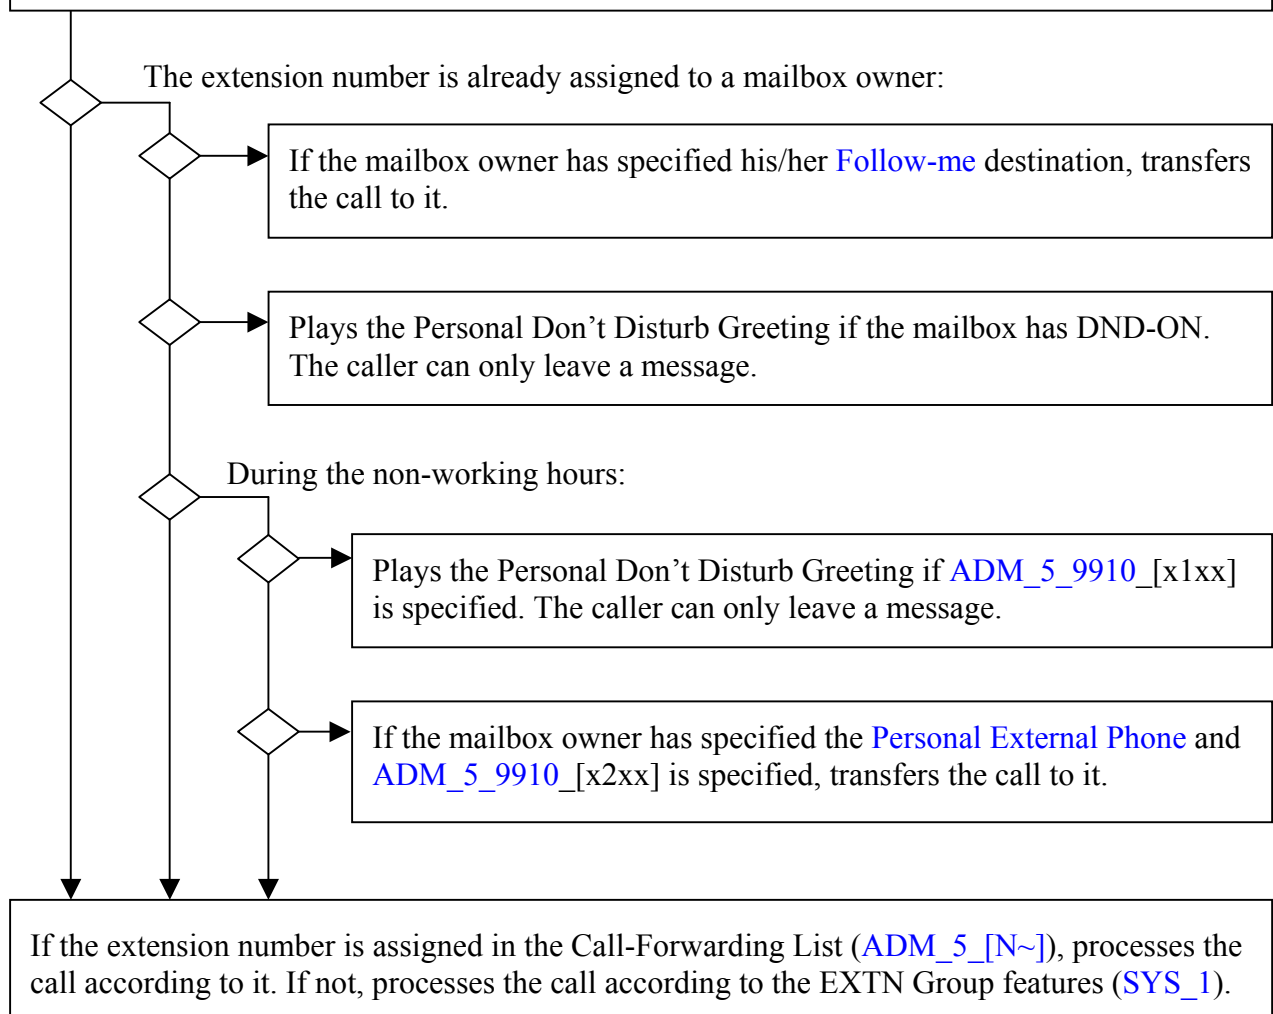 The extension number is already assigned to a mailbox owner:
If the mailbox owner has specified his/her Follow-me destination, transfers
the call to it.
Plays the Personal Don’t Disturb Greeting if the mailbox has DND-ON.
The caller can only leave a message.
During the non-working hours:
Plays the Personal Don’t Disturb Greeting if ADM_5_9910_[x1xx]
is specified. The caller can only leave a message.
If the mailbox owner has specified the Personal External Phone and
ADM_5_9910_[x2xx] is specified, transfers the call to it.
If the extension number is assigned in the Call-Forwarding List (ADM_5_[N~]), processes the
call according to it. If not, processes the call according to the EXTN Group features (SYS_1).